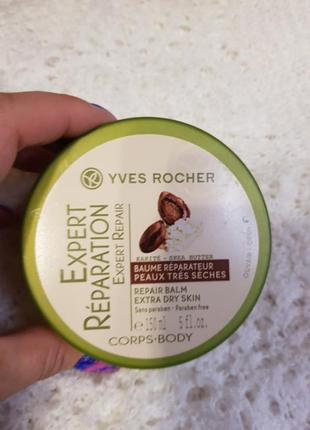 YVES ROCHER
EXPERT
RÉPARATION
EXPERT REPAIR
KARITÉ - SHEA BUTTER
BAUME RÉPARATEUR
PEAUX TRÈS SÈCHES
REPAIR BALM
EXTRA DRY SKIN
Sans paraben - Paraben free
e 150 ml 5 fl.oz.
CORPS·BODY